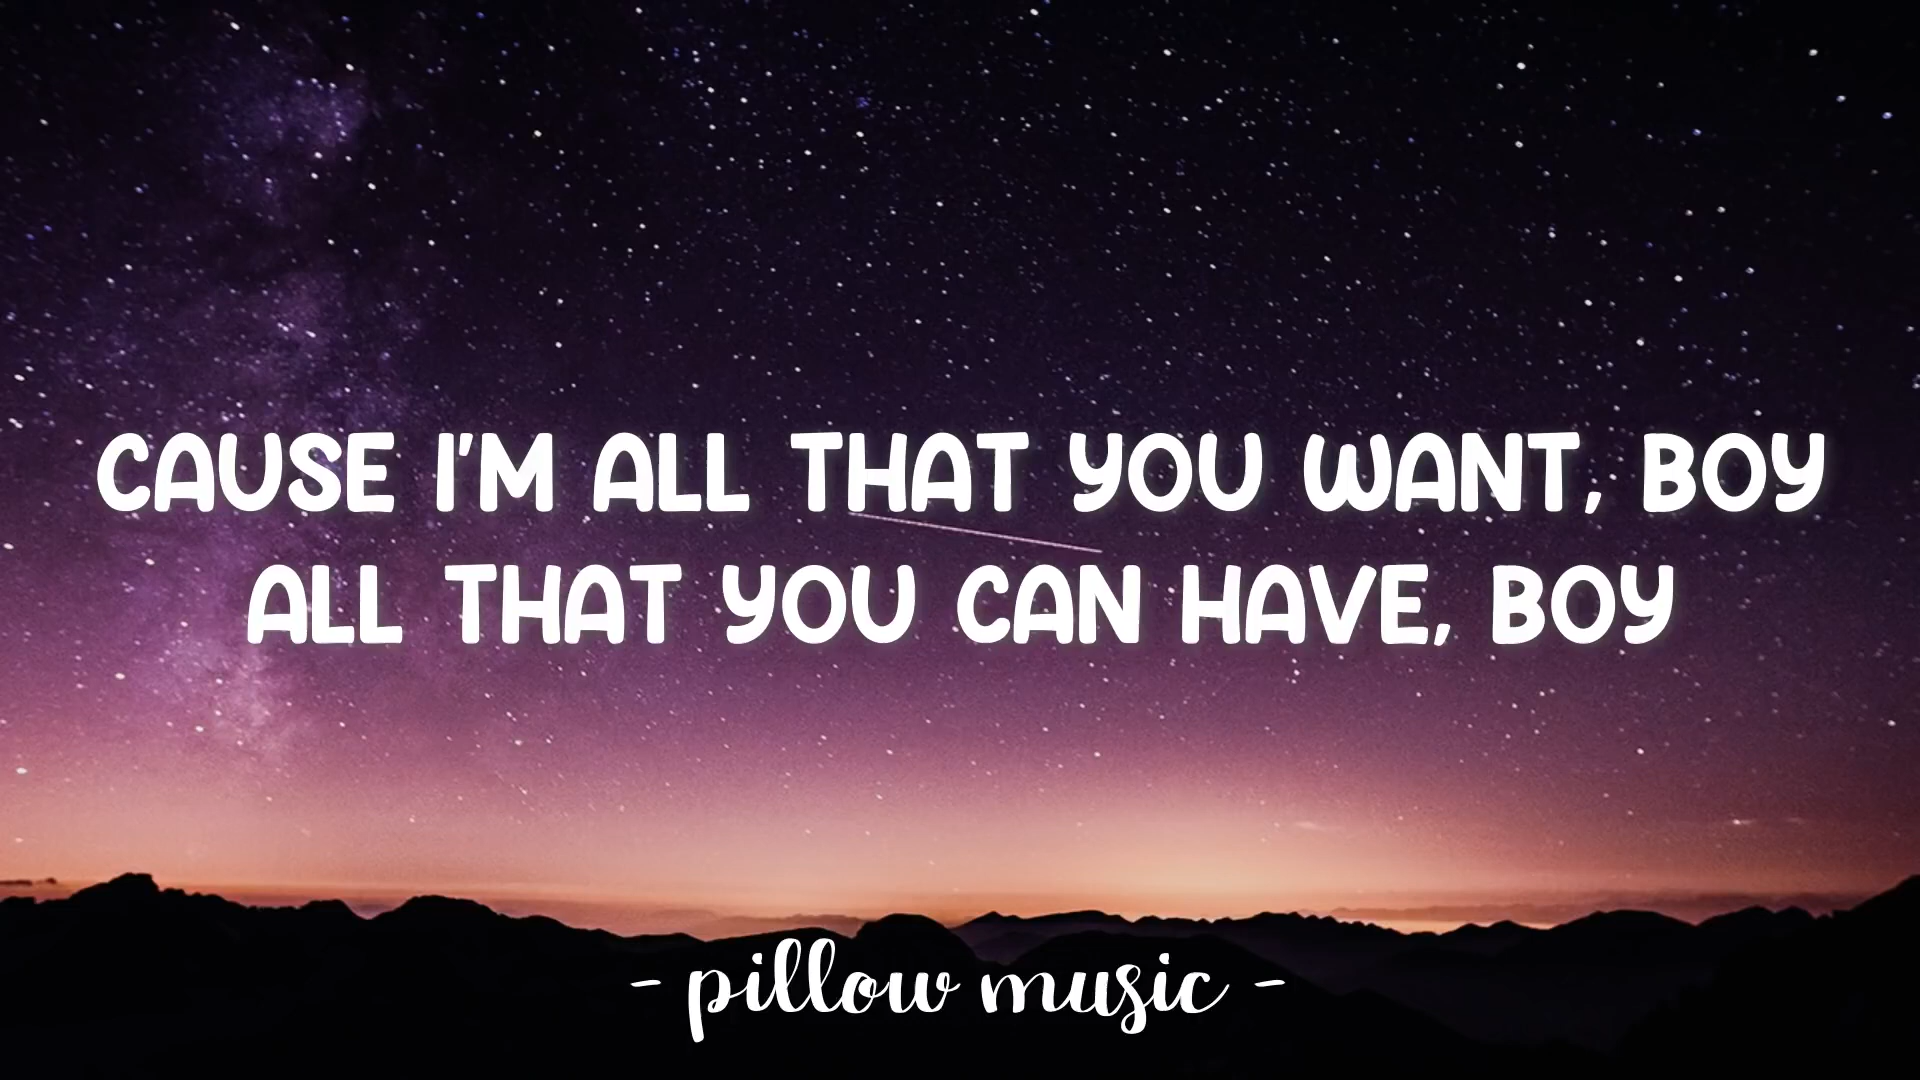 CAUSE I'M ALL THAT YOU WANT, BOY
ALL THAT YOU CAN HAVE, BOY
- pillow music -